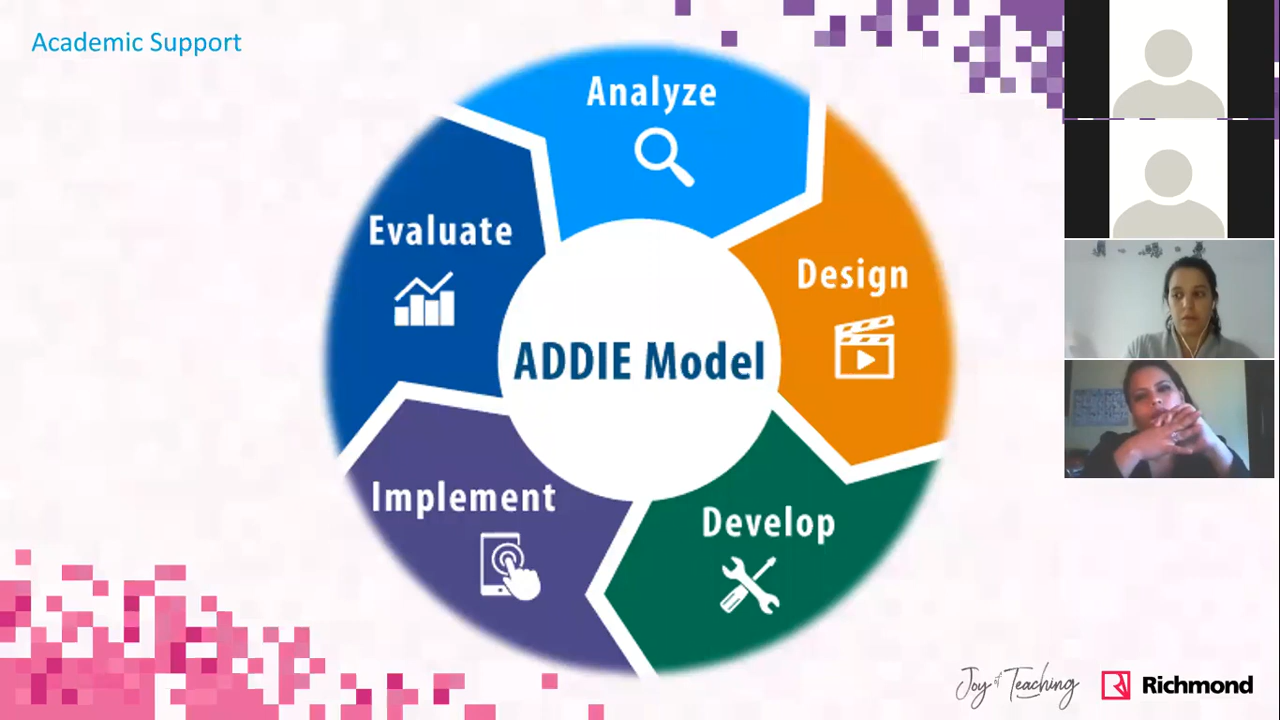 Academic Support
Analyze
Evaluate
Design
ADDIE Model
Implement
Develop
Joy of Teaching
Richmond